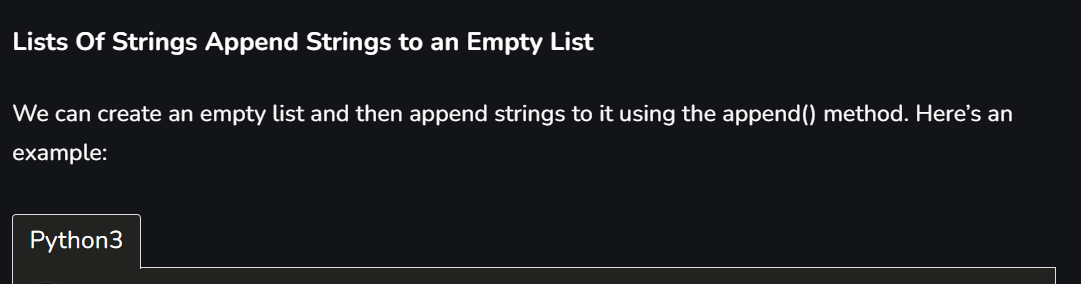 Lists Of Strings Append Strings to an Empty List
We can create an empty list and then append strings to it using the append() method. Here’s an
example:
Python3